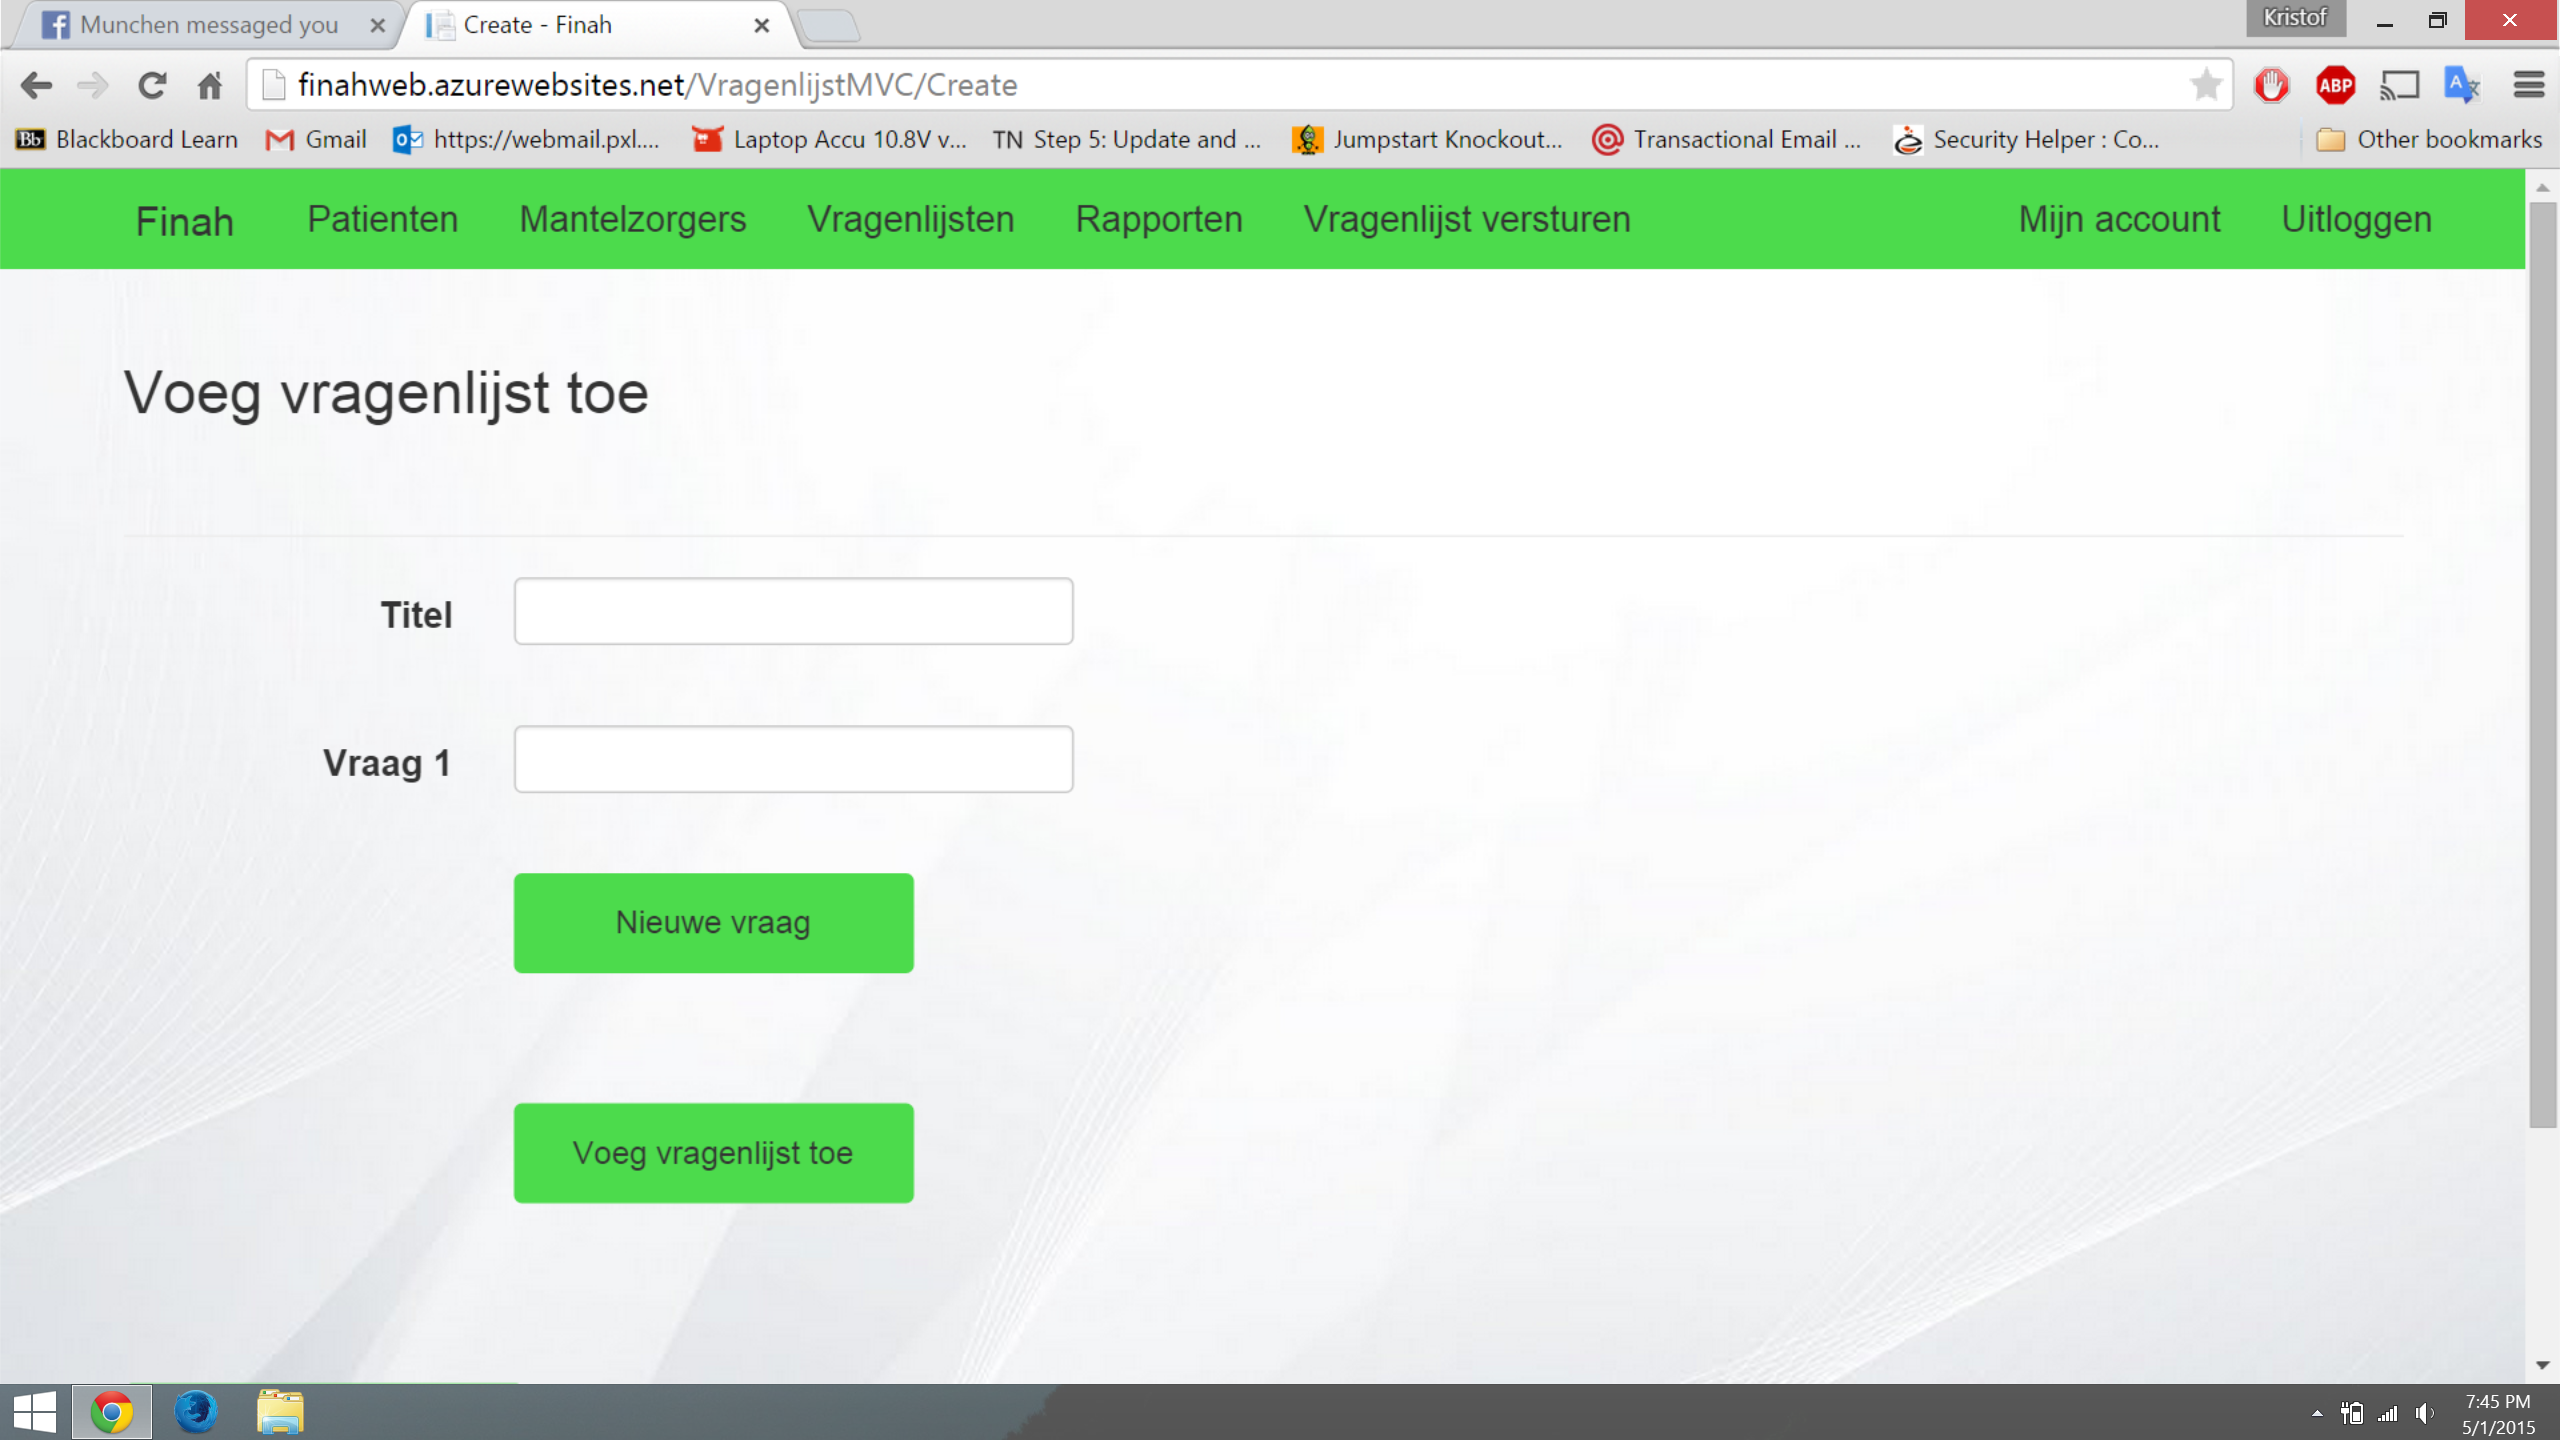 Munchen messaged you
Create - Finah
Kristof
finahweb.azurewebsites.net/VragenlijstMVC/Create
ABP
Bb Blackboard Learn Gmail https://webmail.pxl.... Laptop Accu 10.8V v... TN Step 5: Update and ... Jumpstart Knockout... Transactional Email ... Security Helper : Co... Other bookmarks
Finah Patienten Mantelzorgers Vragenlijsten Rapporten Vragenlijst versturen Mijn account Uitloggen
Voeg vragenlijst toe
Titel
Vraag 1
Nieuwe vraag
Voeg vragenlijst toe
7:45 PM
5/1/2015